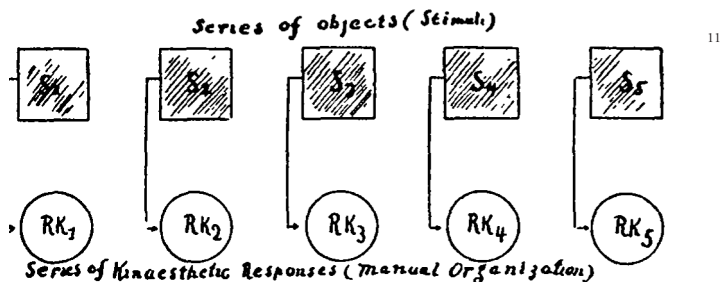 Series of objects (Stimuli)
11
S1 S2 S3 S4 S5
RK1 RK2 RK3 RK4 RK5
Series of Kinaesthetic Responses (Manual Organization)